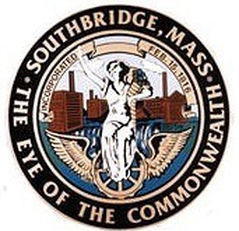 SOUTHBRIDGE, MASS.
THE EYE OF THE COMMONWEALTH
INCORPORATED
FEB. 15, 1816